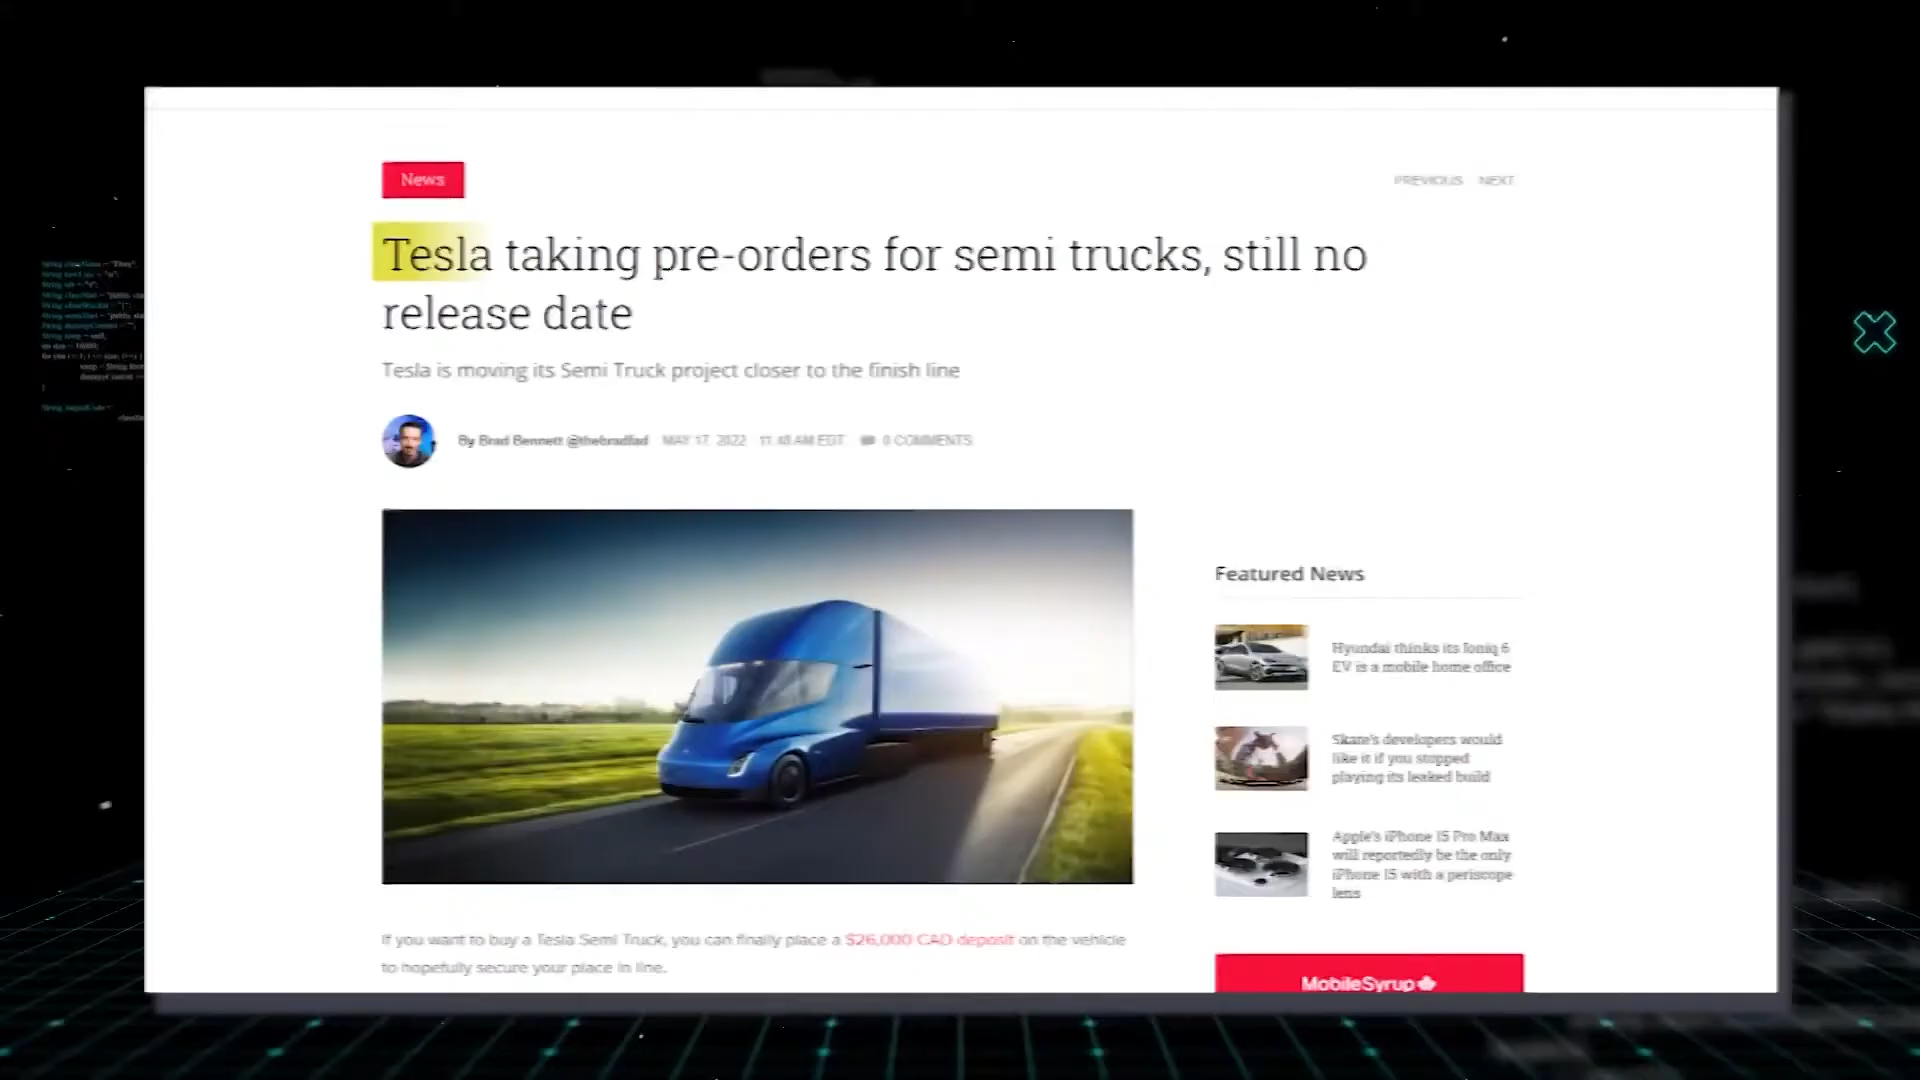 News
PREVIOUS NEXT
Tesla taking pre-orders for semi trucks, still no
release date
Tesla is moving its Semi Truck project closer to the finish line
By Brad Bennett @thebradfad MAY 17, 2022 11:48 AM EDT 0 COMMENTS
Featured News
Hyundai thinks its Ioniq 6
EV is a mobile home office
Skate's developers would
like it if you stopped
playing its leaked build
Apple's iPhone 15 Pro Max
will reportedly be the only
iPhone 15 with a periscope
lens
If you want to buy a Tesla Semi Truck, you can finally place a $26,000 CAD deposit on the vehicle
to hopefully secure your place in line.
MobileSyrup